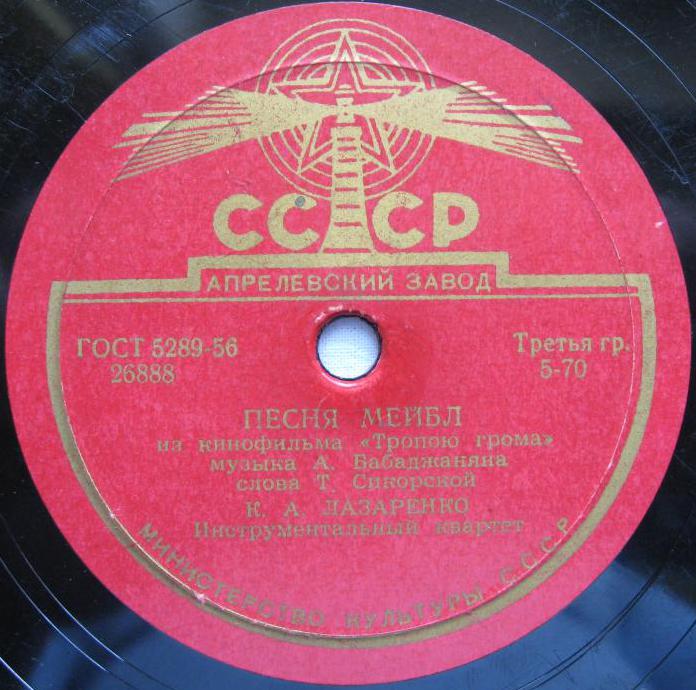 СССР
АПРЕЛЕВСКИЙ ЗАВОД
ГОСТ 5289-56
26888
Третья гр.
5-70
ПЕСНЯ МЕЙБЛ
из кинофильма «Тропою грома»
музыка А. Бабаджаняна
слова Т. Сикорской
К. А. ЛАЗАРЕНКО
Инструментальный квартет
МИНИСТЕРСТВО КУЛЬТУРЫ СССР